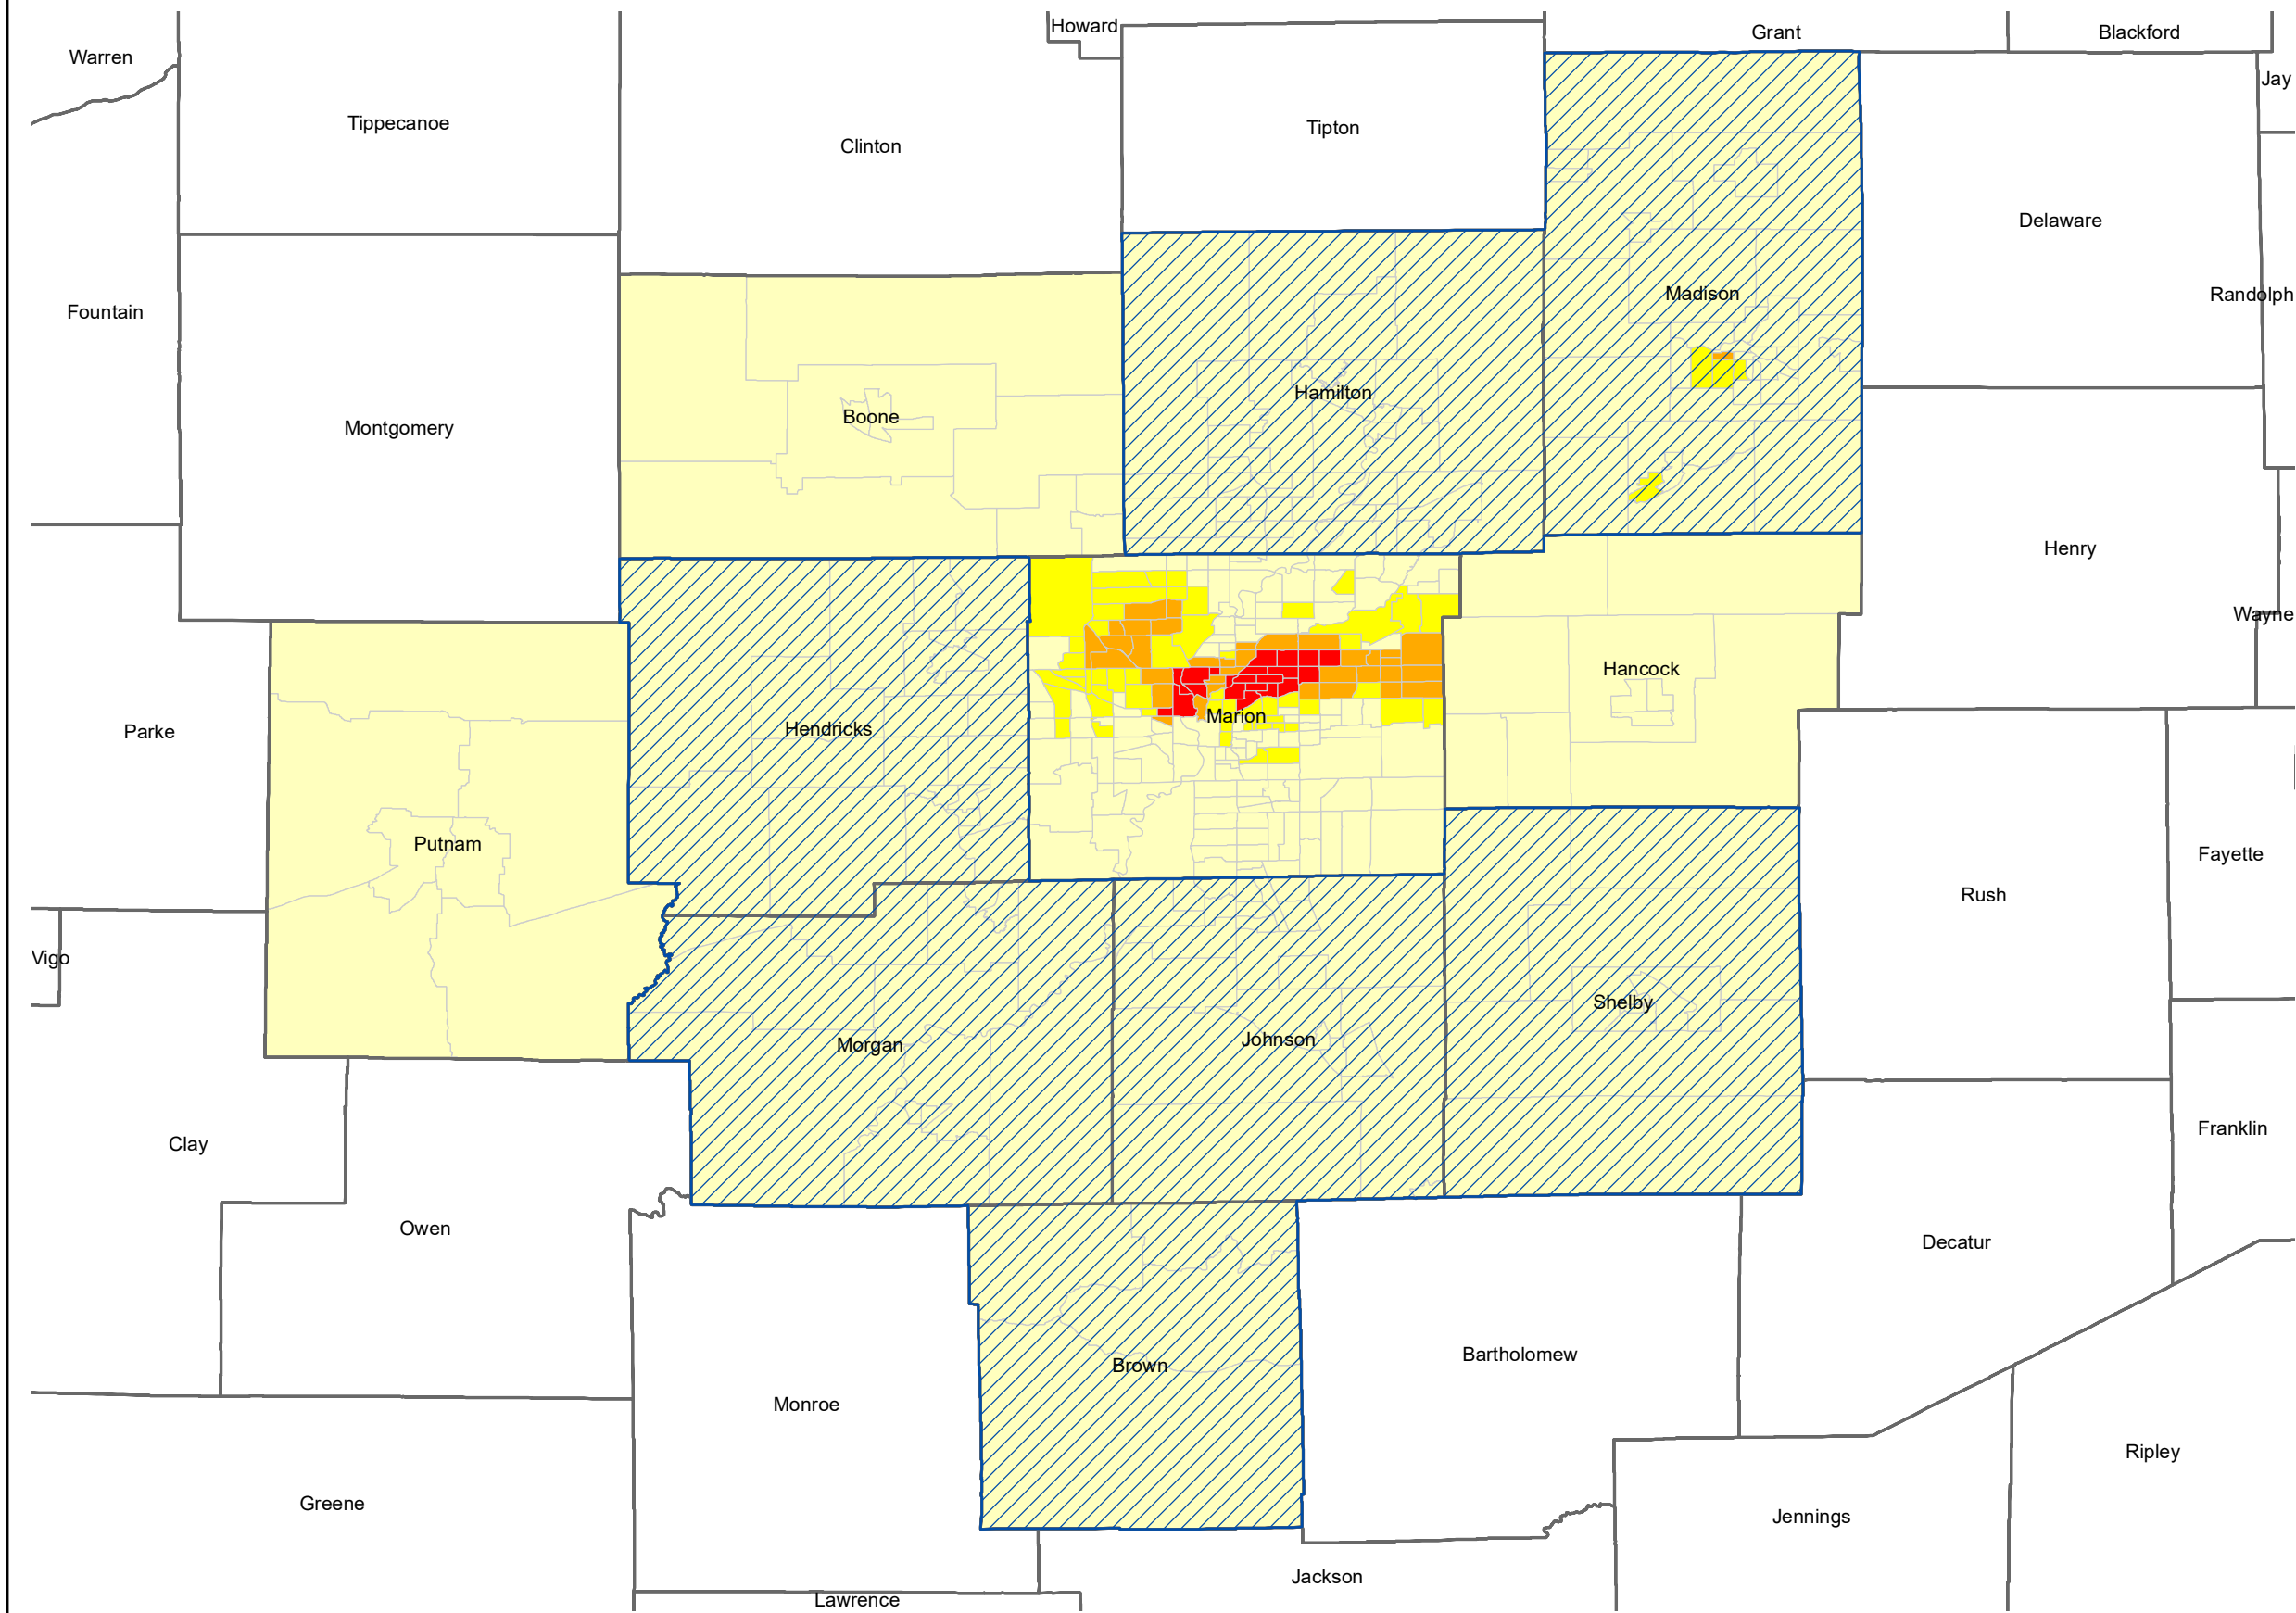 Howard
Grant
Blackford
Warren
Jay
Tippecanoe
Tipton
Clinton
Delaware
Madison
Randolph
Fountain
Hamilton
Boone
Montgomery
Henry
Wayne
Hancock
Marion
Hendricks
Parke
Putnam
Fayette
Rush
Vigo
Shelby
Johnson
Morgan
Franklin
Clay
Owen
Decatur
Bartholomew
Brown
Monroe
Ripley
Greene
Jennings
Jackson
Lawrence